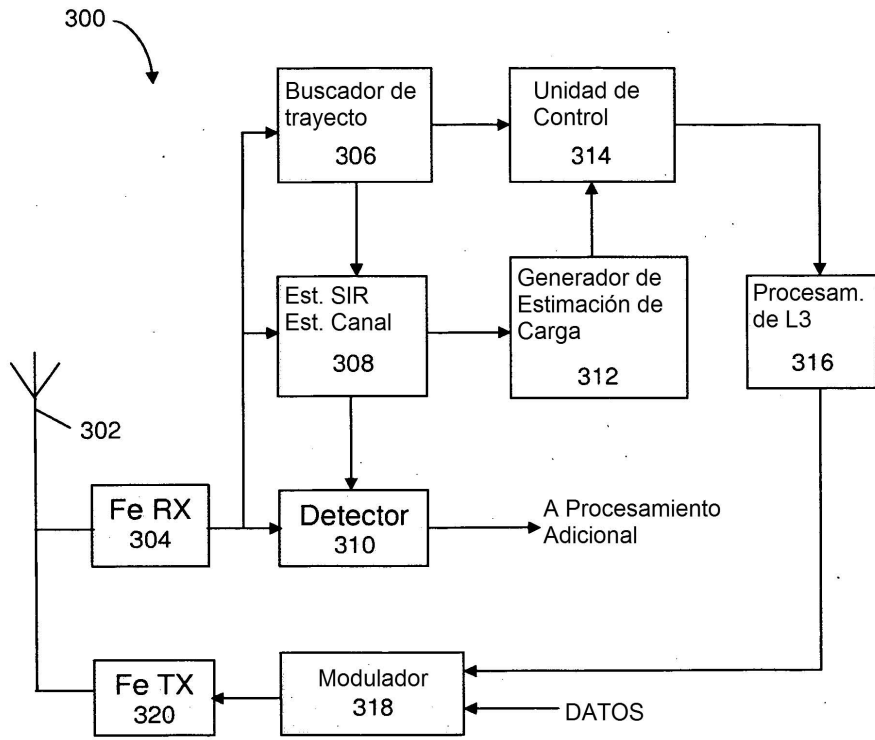 300
Buscador de
trayecto
306
Unidad de
Control
314
Est. SIR
Est. Canal
308
Generador de
Estimación de
Carga
312
Procesam.
de L3
316
302
Fe RX
304
Detector
310
A Procesamiento
Adicional
Fe TX
320
Modulador
318
DATOS